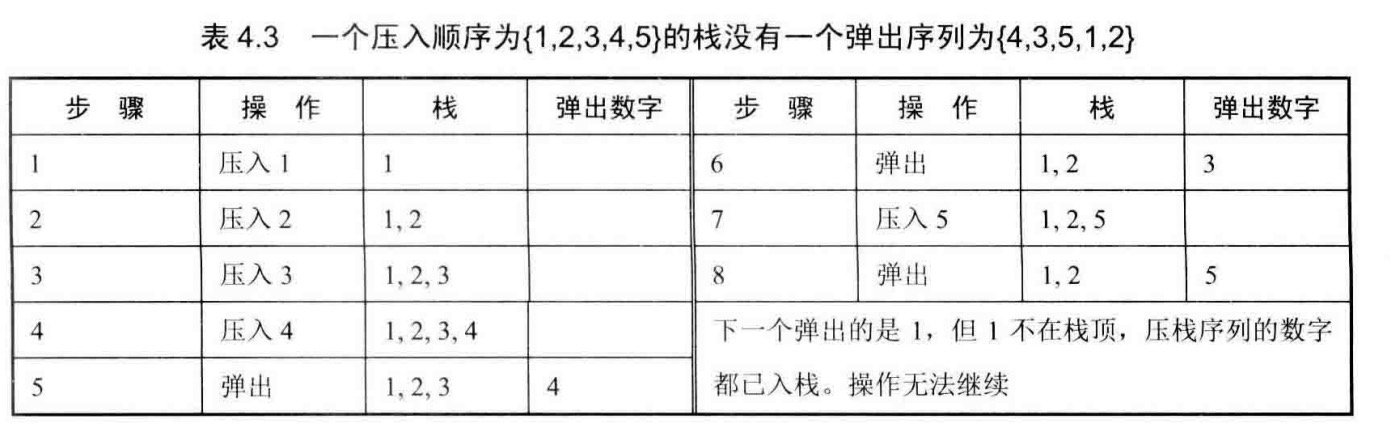 表 4.3 一个压入顺序为{1,2,3,4,5}的栈没有一个弹出序列为{4,3,5,1,2}
步 骤 操 作 栈 弹出数字 步 骤 操 作 栈 弹出数字
1 压入 1 1 6 弹出 1, 2 3
2 压入 2 1, 2 7 压入 5 1, 2, 5
3 压入 3 1, 2, 3 8 弹出 1, 2 5
4 压入 4 1, 2, 3, 4 下一个弹出的是 1，但 1 不在栈顶，压栈序列的数字
5 弹出 1, 2, 3 4 都已入栈。操作无法继续